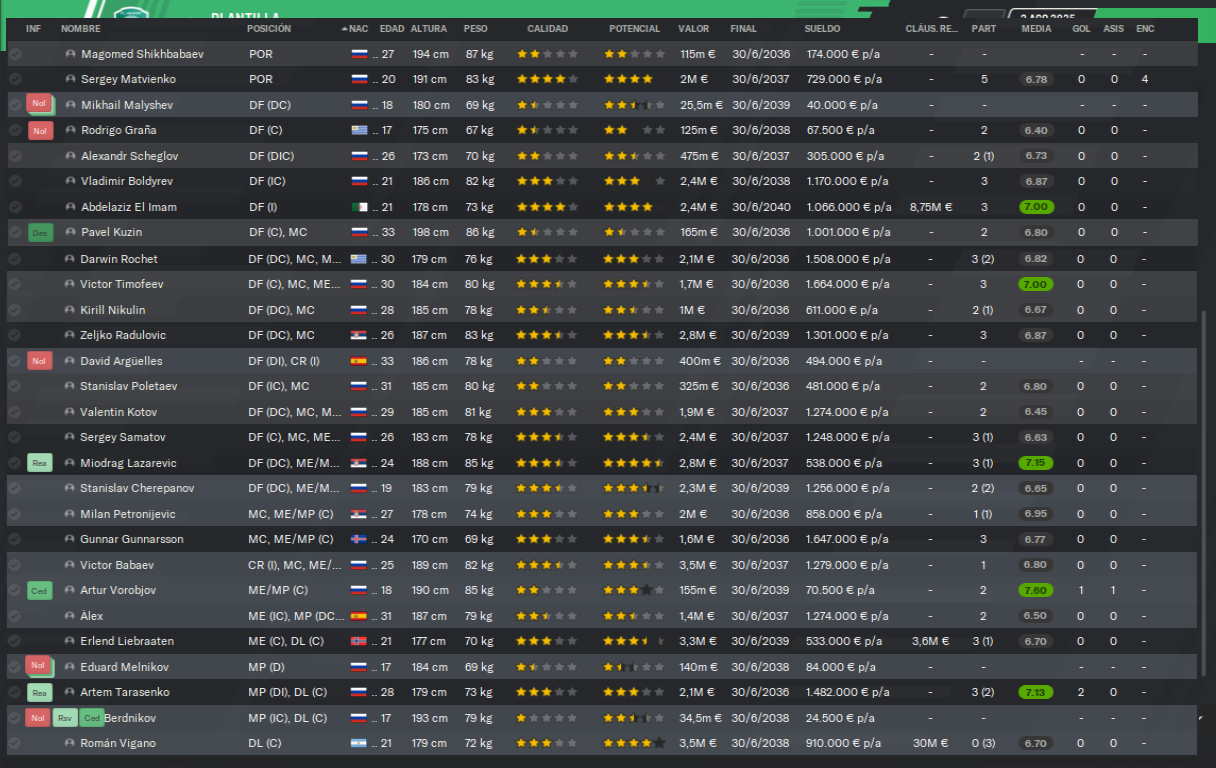 PLANTILLA
INF NOMBRE POSICIÓN NAC EDAD ALTURA PESO CALIDAD POTENCIAL VALOR FINAL SUELDO CLÁUS. RE... PART MEDIA GOL ASIS ENC
Magomed Shikhbabaev POR 27 194 cm 87 kg 115m € 30/6/2036 174.000 € p/a - - - - -
Sergey Matvienko POR .. 20 191 cm 83 kg 2M € 30/6/2037 729.000 € p/a - 5 6.78 0 0 4
Nol Mikhail Malyshev DF (DC) .. 18 180 cm 69 kg 25,5m € 30/6/2039 40.000 € p/a - - - - -
Nol Rodrigo Graña DF (C) .. 17 175 cm 67 kg 125m € 30/6/2038 67.500 € p/a - 2 6.40 0 0 -
Alexandr Scheglov DF (DIC) .. 26 173 cm 70 kg 475m € 30/6/2037 305.000 € p/a - 2 (1) 6.73 0 0 -
Vladimir Boldyrev DF (IC) .. 21 186 cm 82 kg 2,4M € 30/6/2038 1.170.000 € p/a - 3 6.87 0 0 -
Abdelaziz El Imam DF (I) .. 21 178 cm 73 kg 2,4M € 30/6/2040 1.066.000 € p/a 8,75M € 3 7.00 0 0 -
Des Pavel Kuzin DF (C), MC .. 33 198 cm 86 kg 165m € 30/6/2036 1.001.000 € p/a - 2 6.80 0 0 -
Darwin Rochet DF (DC), MC, M... .. 30 179 cm 76 kg 2,1M € 30/6/2037 1.508.000 € p/a - 3 (2) 6.82 0 0 -
Victor Timofeev DF (C), MC, ME... .. 30 184 cm 80 kg 1,7M € 30/6/2036 1.664.000 € p/a - 3 7.00 0 0 -
Kirill Nikulin DF (DC), MC .. 28 185 cm 78 kg 1M € 30/6/2036 611.000 € p/a - 2 (1) 6.67 0 0 -
Zeljko Radulovic DF (DC), MC .. 26 187 cm 83 kg 2,8M € 30/6/2039 1.301.000 € p/a - 3 6.87 0 0 -
Nol David Argüelles DF (DI), CR (I) .. 33 186 cm 78 kg 400m € 30/6/2036 494.000 € p/a - - - - -
Stanislav Poletaev DF (IC), MC .. 31 185 cm 80 kg 325m € 30/6/2036 481.000 € p/a - 2 6.80 0 0 -
Valentin Kotov DF (DC), MC, M... .. 29 185 cm 81 kg 1,9M € 30/6/2037 1.274.000 € p/a - 2 6.45 0 0 -
Sergey Samatov DF (C), MC, ME... .. 26 183 cm 78 kg 2,4M € 30/6/2037 1.248.000 € p/a - 3 (1) 6.63 0 0 -
Rea Miodrag Lazarevic DF (DC), ME/M... .. 24 188 cm 85 kg 2,8M € 30/6/2037 538.000 € p/a - 3 (1) 7.15 0 0 -
Stanislav Cherepanov DF (DC), ME/M... .. 19 183 cm 79 kg 2,3M € 30/6/2039 1.256.000 € p/a - 2 (2) 6.65 0 0 -
Milan Petronijevic MC, ME/MP (C) .. 27 178 cm 74 kg 2M € 30/6/2036 858.000 € p/a - 1 (1) 6.95 0 0 -
Gunnar Gunnarsson MC, ME/MP (C) .. 24 170 cm 69 kg 1,6M € 30/6/2036 1.647.000 € p/a - 3 6.77 0 0 -
Victor Babaev CR (I), MC, ME/... .. 25 189 cm 82 kg 3,5M € 30/6/2037 1.279.000 € p/a - 1 6.80 0 0 -
Ced Artur Vorobjov ME/MP (C) .. 18 190 cm 85 kg 155m € 30/6/2039 70.500 € p/a - 2 7.60 1 1 -
Àlex ME (IC), MP (DC... .. 31 187 cm 79 kg 1,4M € 30/6/2037 1.274.000 € p/a - 2 6.50 0 0 -
Erlend Liebraaten ME (C), DL (C) .. 21 177 cm 70 kg 3,3M € 30/6/2039 533.000 € p/a 3,6M € 3 (1) 6.70 0 0 -
Nol Eduard Melnikov MP (D) .. 17 184 cm 69 kg 140m € 30/6/2038 84.000 € p/a - - - - -
Rea Artem Tarasenko MP (DI), DL (C) .. 28 179 cm 73 kg 2,1M € 30/6/2036 1.482.000 € p/a - 3 (2) 7.13 2 0 -
Nol Rsv Ced Berdnikov MP (IC), DL (C) .. 17 193 cm 79 kg 34,5m € 30/6/2038 24.500 € p/a - - - - -
Román Vigano DL (C) .. 21 179 cm 72 kg 3,5M € 30/6/2038 910.000 € p/a 30M € 0 (3) 6.70 0 0 -